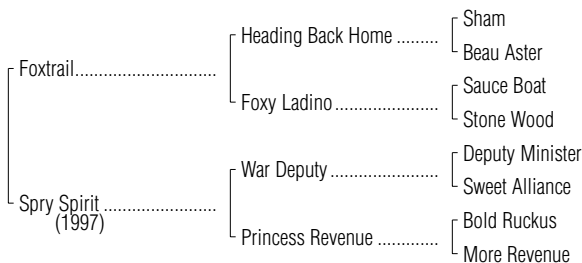 Sham
Heading Back Home .........
Beau Aster
Foxtrail..............................
Sauce Boat
Foxy Ladino......................
Stone Wood
Deputy Minister
War Deputy .......................
Sweet Alliance
Spry Spirit ........................
(1997)
Bold Ruckus
Princess Revenue .............
More Revenue